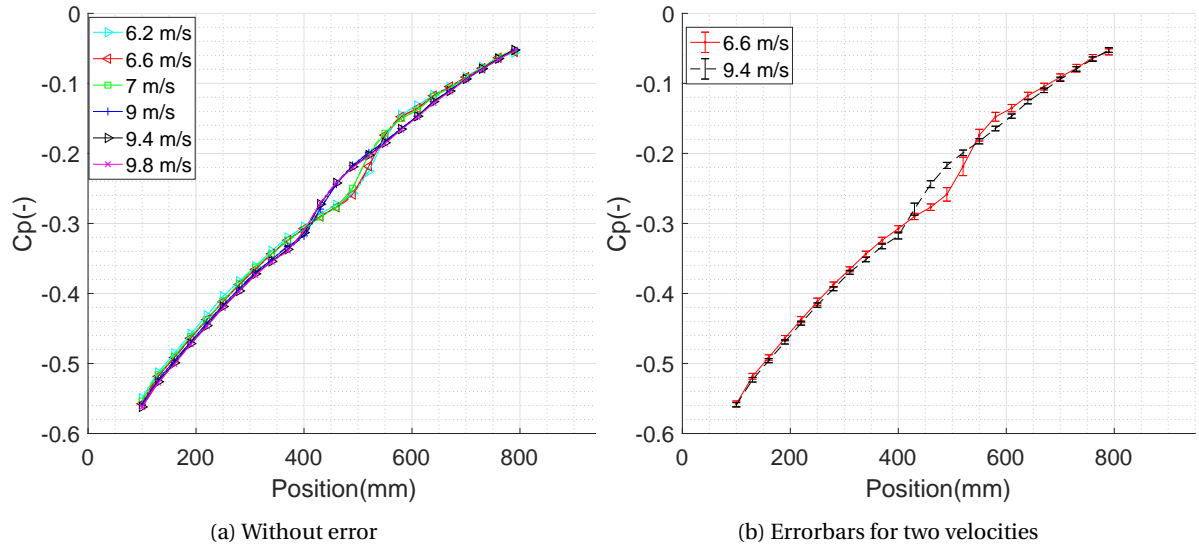 0
-0.1
-0.2
-0.3
-0.4
-0.5
-0.6
Cp(-)
0 200 400 600 800
Position(mm)
6.2 m/s
6.6 m/s
7 m/s
9 m/s
9.4 m/s
9.8 m/s
(a) Without error
0
-0.1
-0.2
-0.3
-0.4
-0.5
-0.6
Cp(-)
0 200 400 600 800
Position(mm)
6.6 m/s
9.4 m/s
(b) Errorbars for two velocities